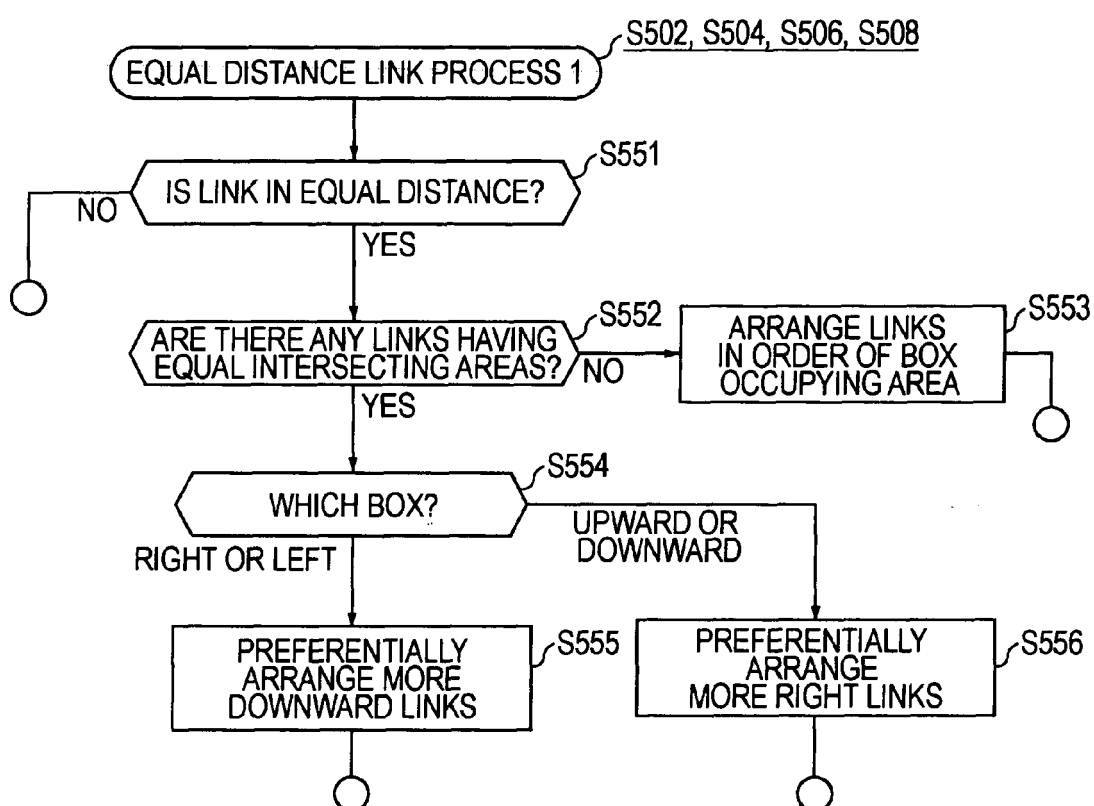 S502, S504, S506, S508
EQUAL DISTANCE LINK PROCESS 1
S551
IS LINK IN EQUAL DISTANCE?
NO
YES
S552
ARE THERE ANY LINKS HAVING
EQUAL INTERSECTING AREAS?
NO
YES
S553
ARRANGE LINKS
IN ORDER OF BOX
OCCUPYING AREA
S554
WHICH BOX?
UPWARD OR
DOWNWARD
RIGHT OR LEFT
S555
PREFERENTIALLY
ARRANGE MORE
DOWNWARD LINKS
S556
PREFERENTIALLY
ARRANGE
MORE RIGHT LINKS